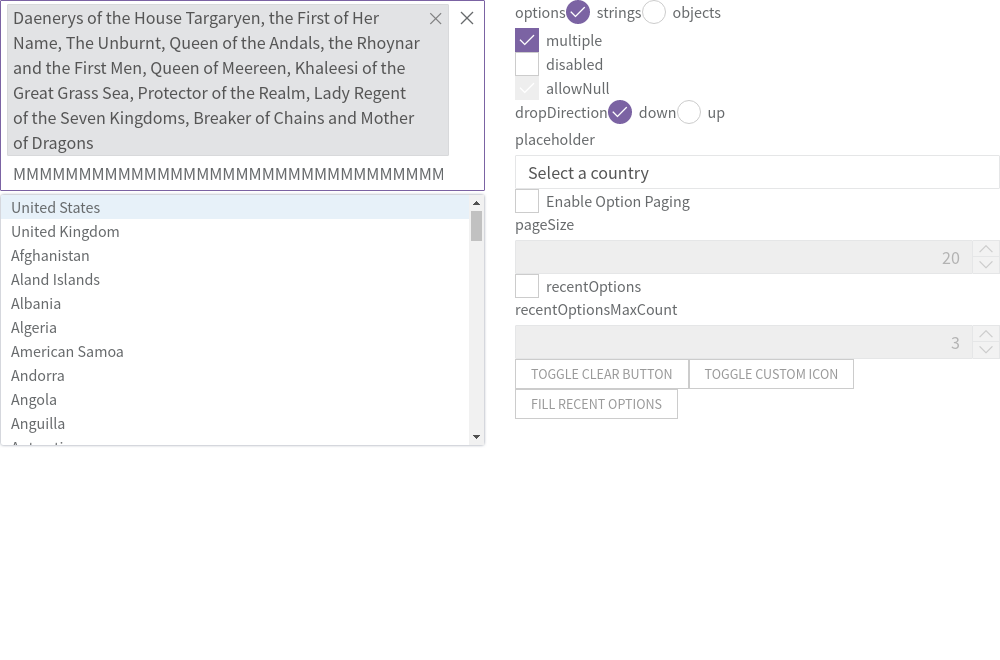 Daenerys of the House Targaryen, the First of Her
Name, The Unburnt, Queen of the Andals, the Rhoynar
and the First Men, Queen of Meereen, Khaleesi of the
Great Grass Sea, Protector of the Realm, Lady Regent
of the Seven Kingdoms, Breaker of Chains and Mother
of Dragons
MMMMMMMMMMMMMMMMMMMMMMMMMMMMMMMMM
United States
United Kingdom
Afghanistan
Aland Islands
Albania
Algeria
American Samoa
Andorra
Angola
Anguilla
options strings objects
multiple
disabled
allowNull
dropDirection down up
placeholder
Select a country
Enable Option Paging
pageSize
20
recentOptions
recentOptionsMaxCount
3
TOGGLE CLEAR BUTTON TOGGLE CUSTOM ICON
FILL RECENT OPTIONS